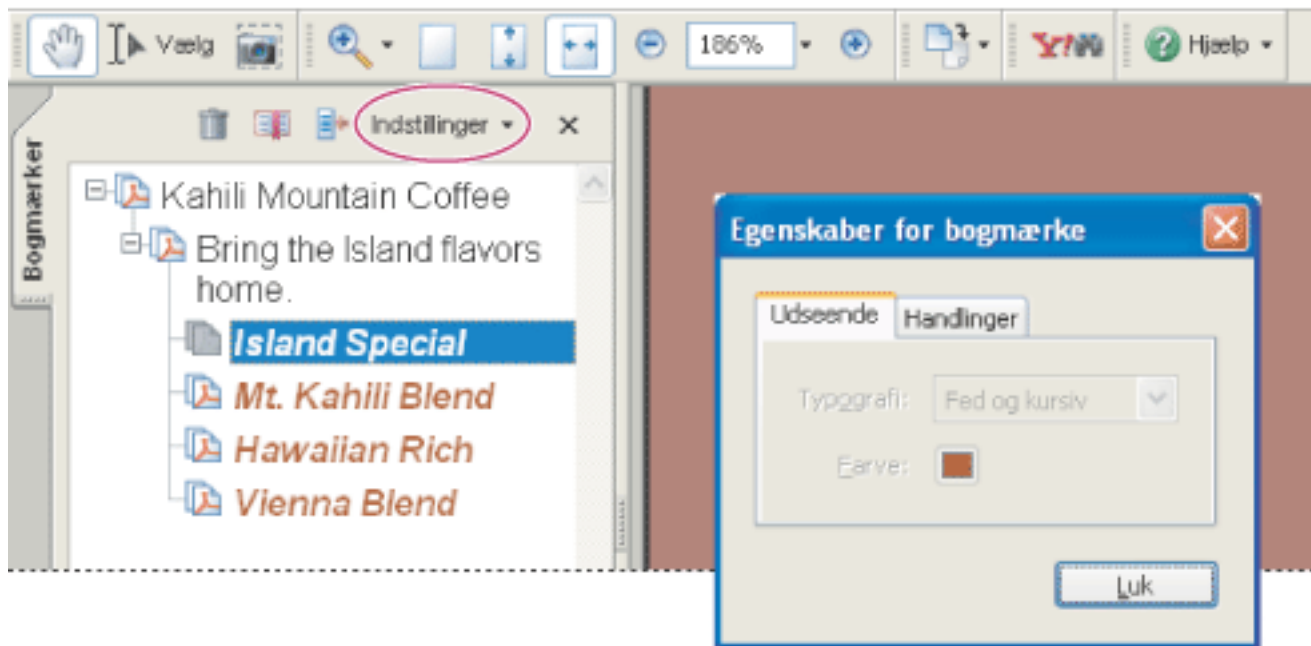 Vælg
186%
Y!
Hjælp
Bogmærker
Indstillinger
Kahili Mountain Coffee
Bring the Island flavors
home.
Island Special
Mt. Kahili Blend
Hawaiian Rich
Vienna Blend
Egenskaber for bogmærke
Udseende
Handlinger
Typografi:
Fed og kursiv
Farve:
Luk